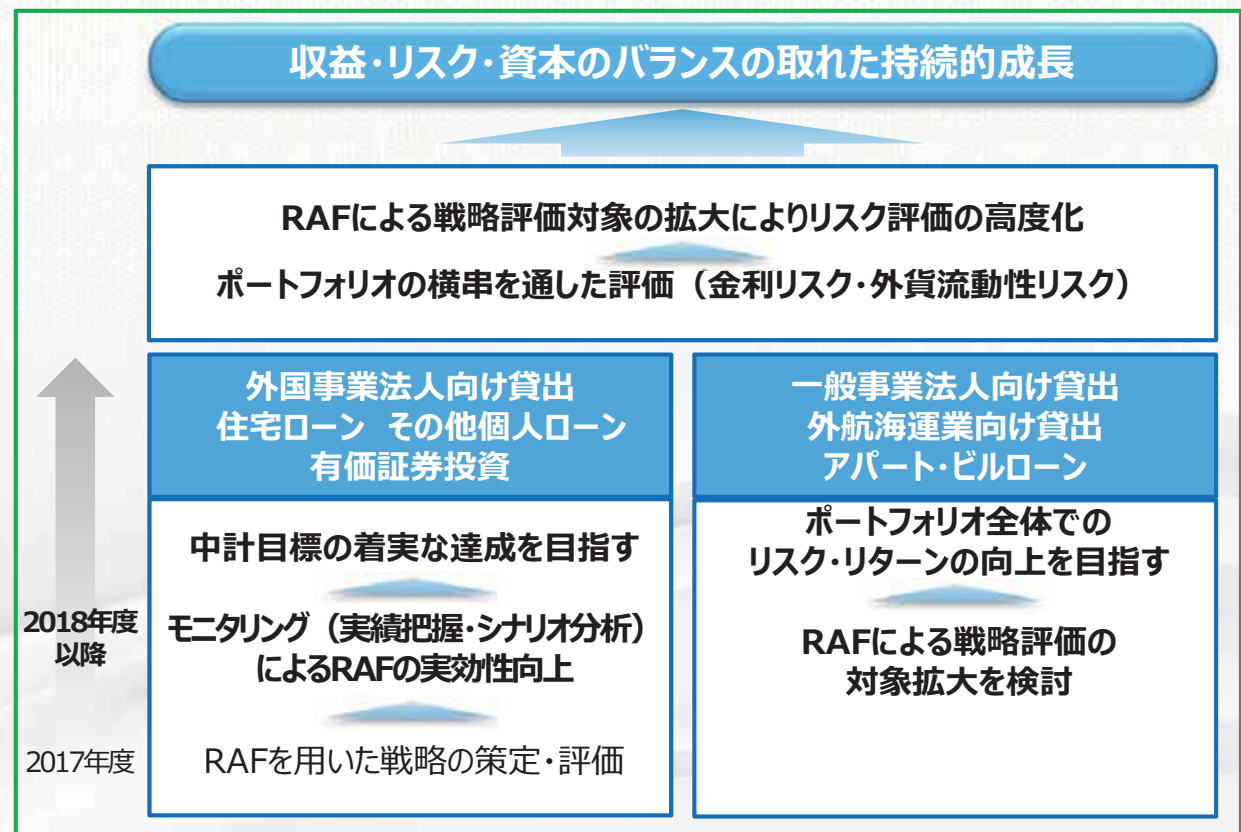 収益・リスク・資本のバランスの取れた持続的成長
RAFによる戦略評価対象の拡大によりリスク評価の高度化
ポートフォリオの横串を通した評価（金利リスク・外貨流動性リスク）
外国事業法人向け貸出
住宅ローン その他個人ローン
有価証券投資
中計目標の着実な達成を目指す
モニタリング（実績把握・シナリオ分析）
によるRAFの実効性向上
RAFを用いた戦略の策定・評価
一般事業法人向け貸出
外航海運業向け貸出
アパート・ビルローン
ポートフォリオ全体での
リスク・リターンの向上を目指す
RAFによる戦略評価の
対象拡大を検討
2018年度
以降
2017年度